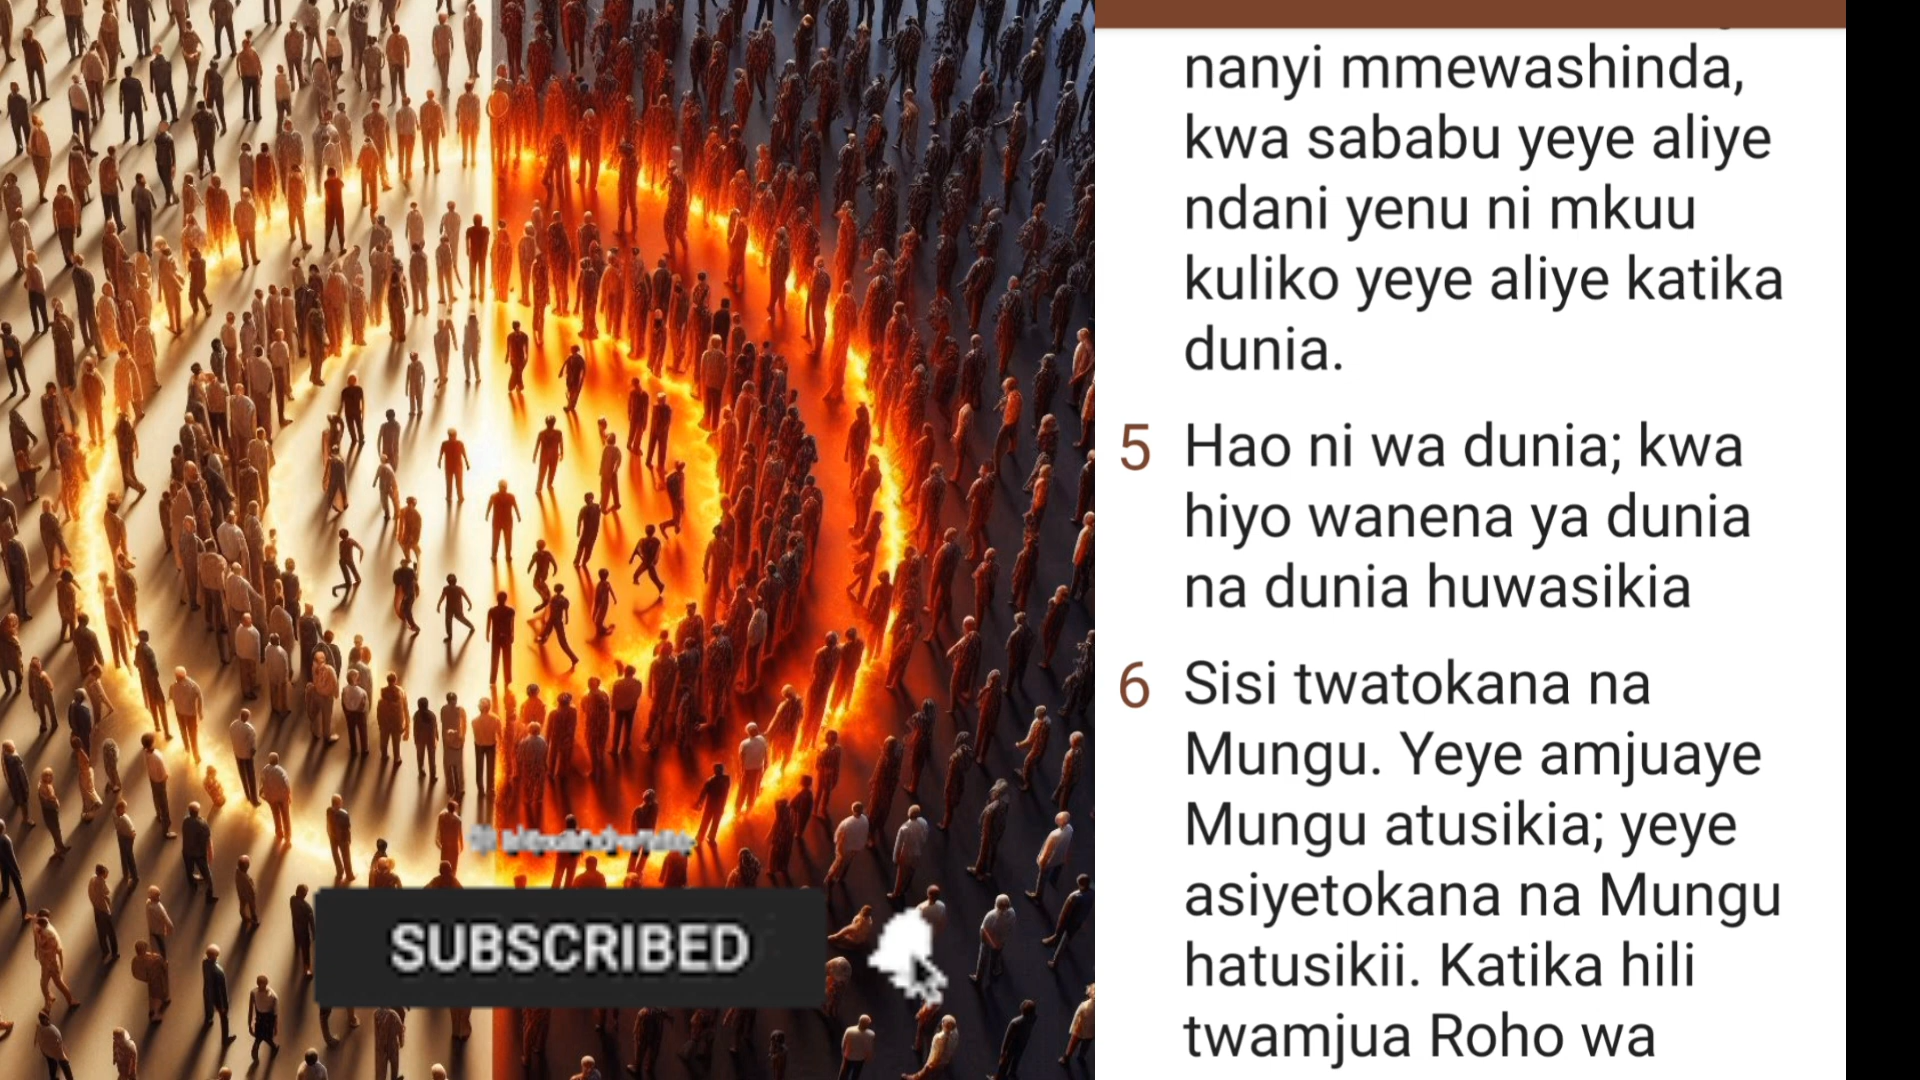 SUBSCRIBED
nanyi mmewashinda,
kwa sababu yeye aliye
ndani yenu ni mkuu
kuliko yeye aliye katika
dunia.
5 Hao ni wa dunia; kwa
hiyo wanena ya dunia
na dunia huwasikia
6 Sisi twatokana na
Mungu. Yeye amjuaye
Mungu atusikia; yeye
asiyetokana na Mungu
hatusikii. Katika hili
twamjua Roho wa